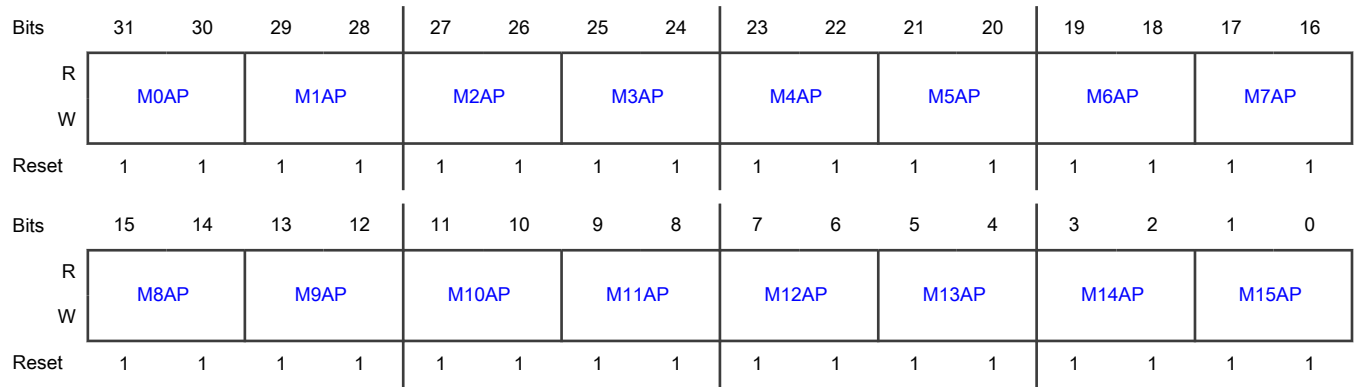 Bits 31 30 29 28 27 26 25 24 23 22 21 20 19 18 17 16
R
M0AP M1AP M2AP M3AP M4AP M5AP M6AP M7AP
W
Reset 1 1 1 1 1 1 1 1 1 1 1 1 1 1 1 1
Bits 15 14 13 12 11 10 9 8 7 6 5 4 3 2 1 0
R
M8AP M9AP M10AP M11AP M12AP M13AP M14AP M15AP
W
Reset 1 1 1 1 1 1 1 1 1 1 1 1 1 1 1 1